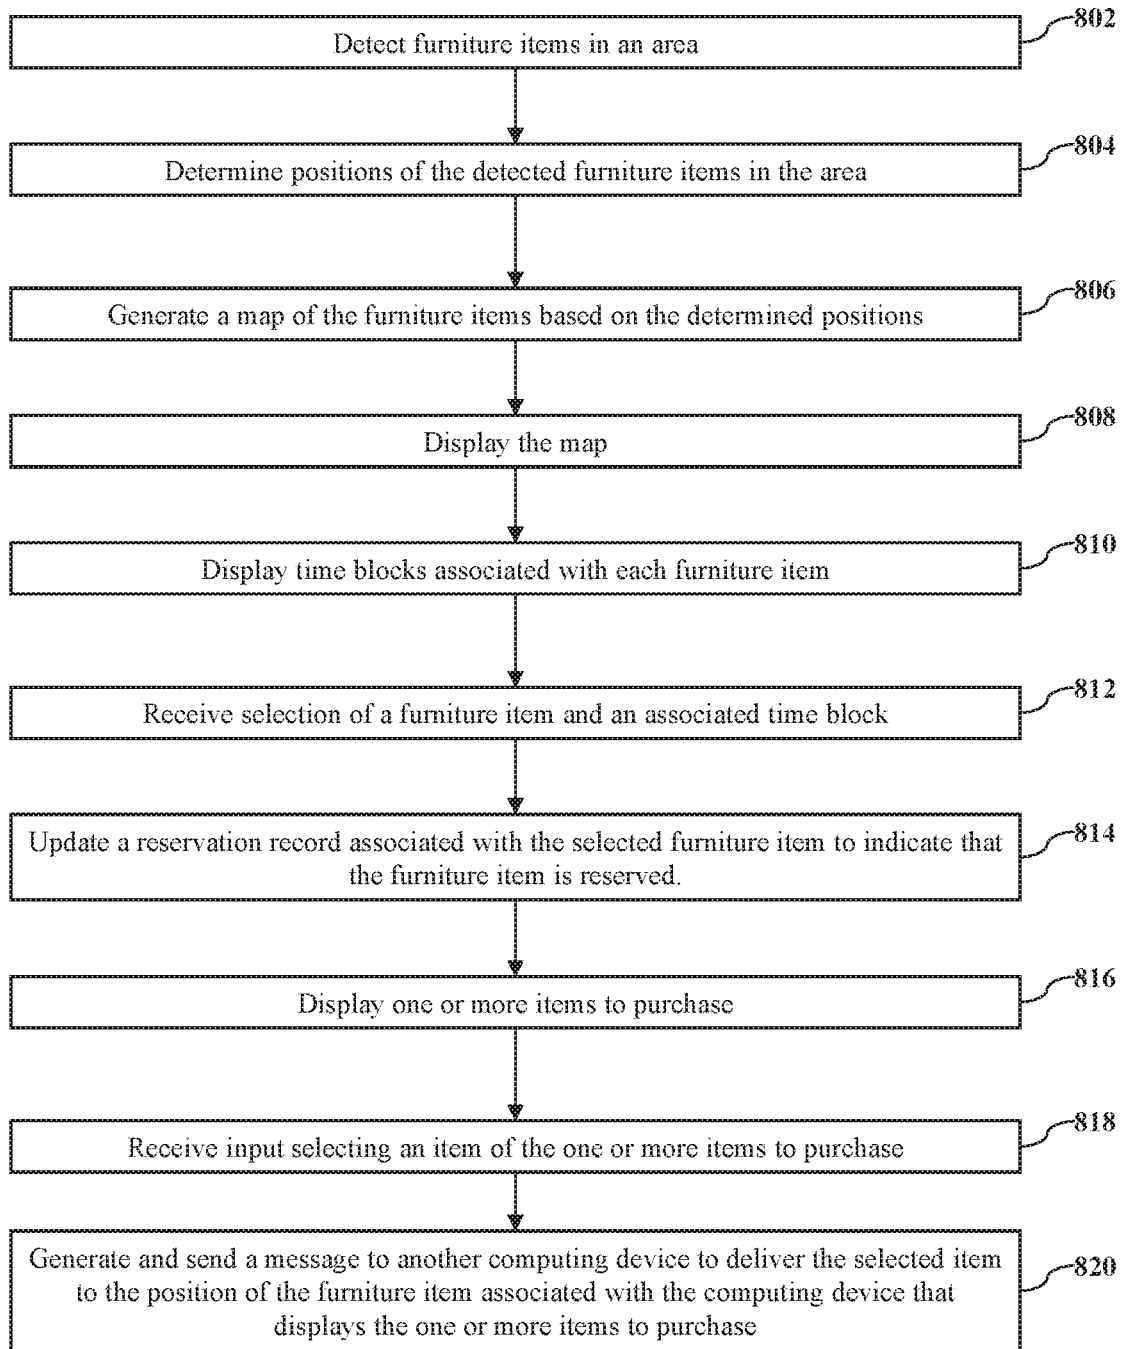 802
Detect furniture items in an area
804
Determine positions of the detected furniture items in the area
806
Generate a map of the furniture items based on the determined positions
808
Display the map
810
Display time blocks associated with each furniture item
812
Receive selection of a furniture item and an associated time block
Update a reservation record associated with the selected furniture item to indicate that
814
the furniture item is reserved.
816
Display one or more items to purchase
818
Receive input selecting an item of the one or more items to purchase
Generate and send a message to another computing device to deliver the selected item
820
to the position of the furniture item associated with the computing device that
displays the one or more items to purchase